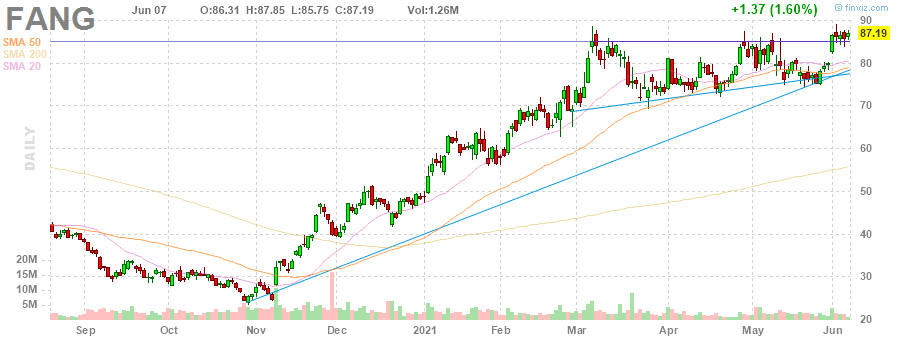 FANG
Jun 07 O:86.31 H:87.85 L:85.75 C:87.19 Vol:1.26M
+1.37 (1.60%)
© finviz.com
SMA 50
SMA 200
SMA 20
DAILY
90
87.19
80
70
60
50
40
30
20
20M
15M
10M
5M
Sep Oct Nov Dec 2021 Feb Mar Apr May Jun